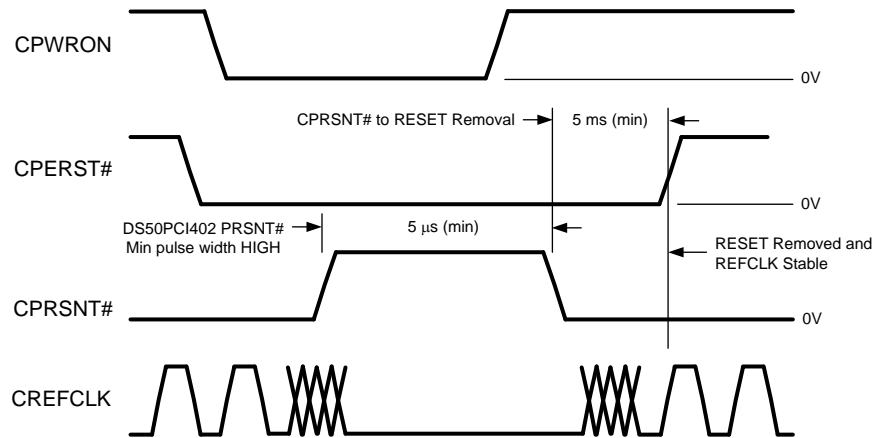 CPWRON
0V
CPRSNT# to RESET Removal
5 ms (min)
CPERST#
0V
DS50PCI402 PRSNT#
Min pulse width HIGH
5 μs (min)
RESET Removed and
REFCLK Stable
CPRSNT#
0V
CREFCLK